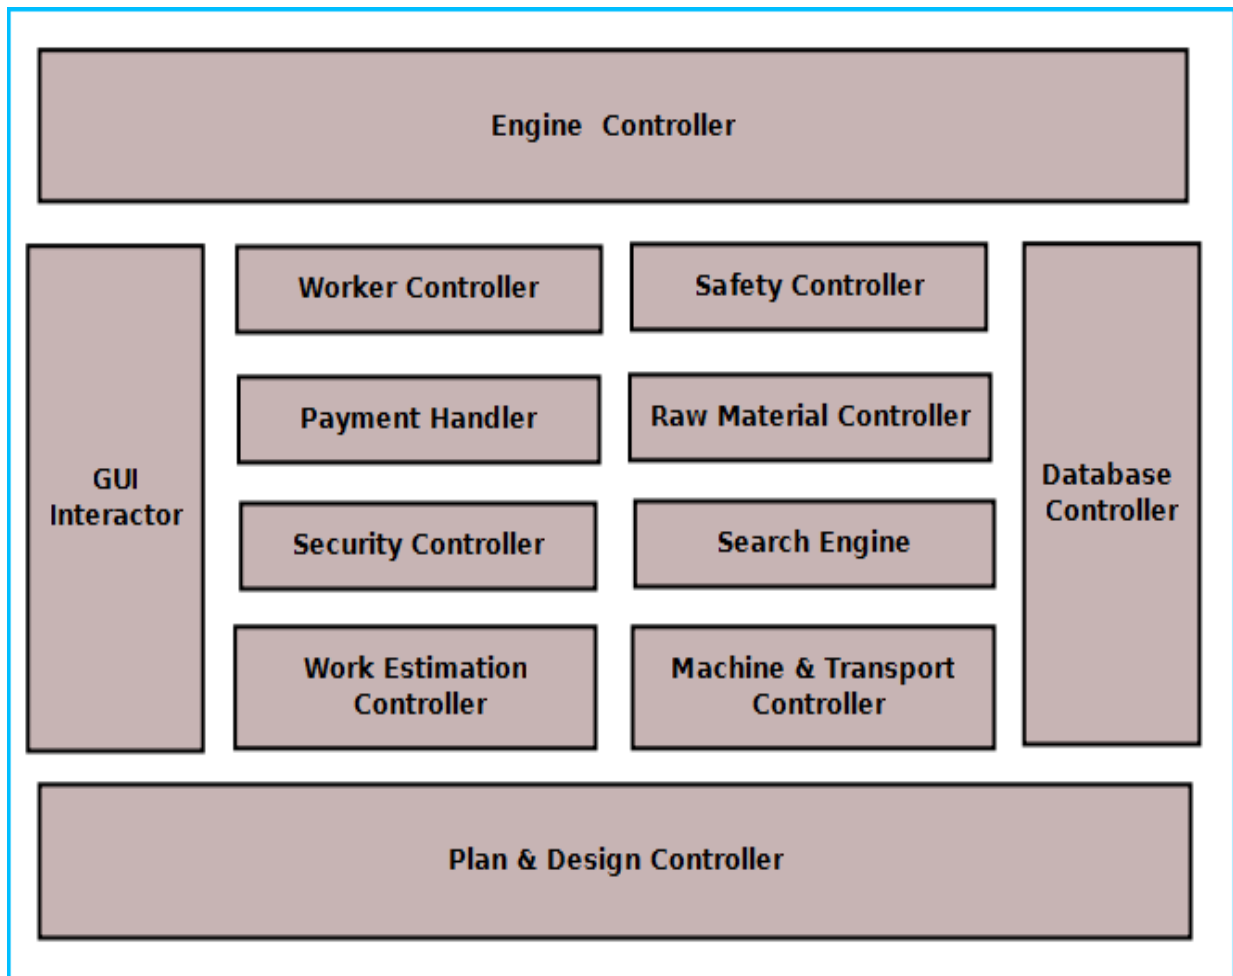 Engine  Controller
Worker Controller
Safety Controller
Payment Handler
Raw Material Controller
GUI
Interactor
Database
Controller
Security Controller
Search Engine
Work Estimation
Controller
Machine & Transport
Controller
Plan & Design Controller